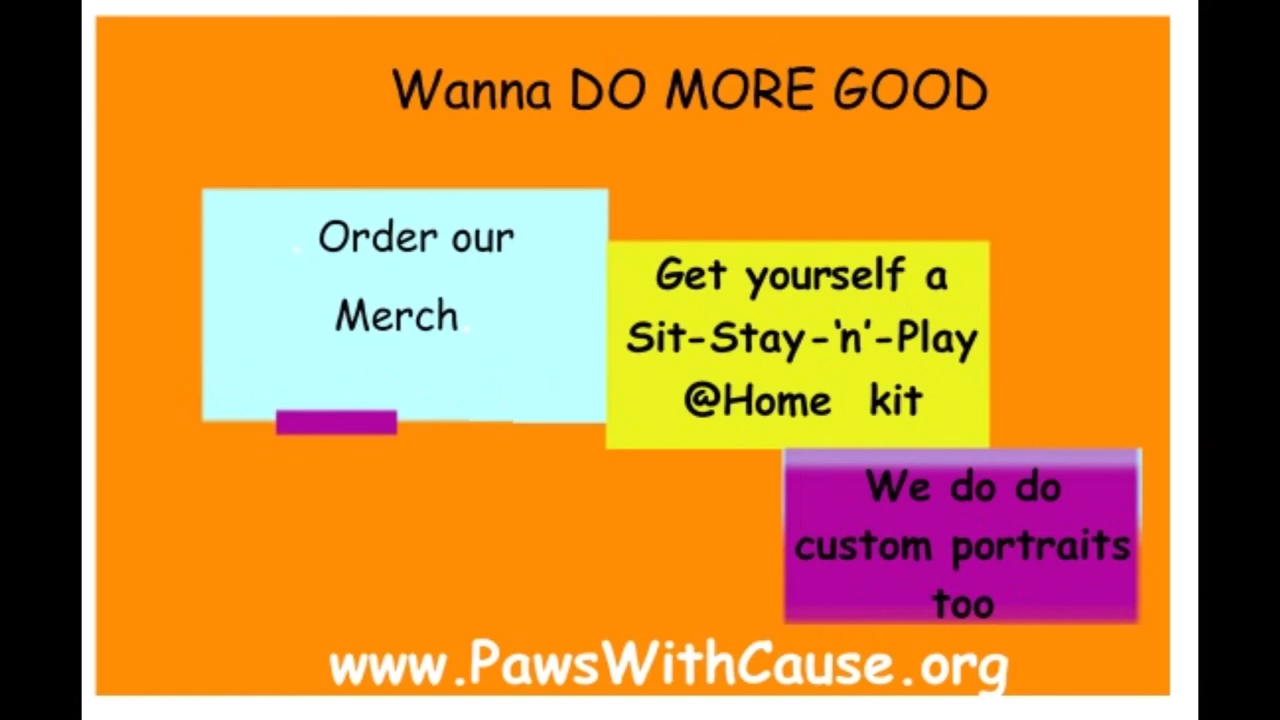 Wanna DO MORE GOOD
Order our
Merch
Get yourself a
Sit-Stay-'n'-Play
@Home kit
We do do
custom portraits
too
www.PawsWithCause.org